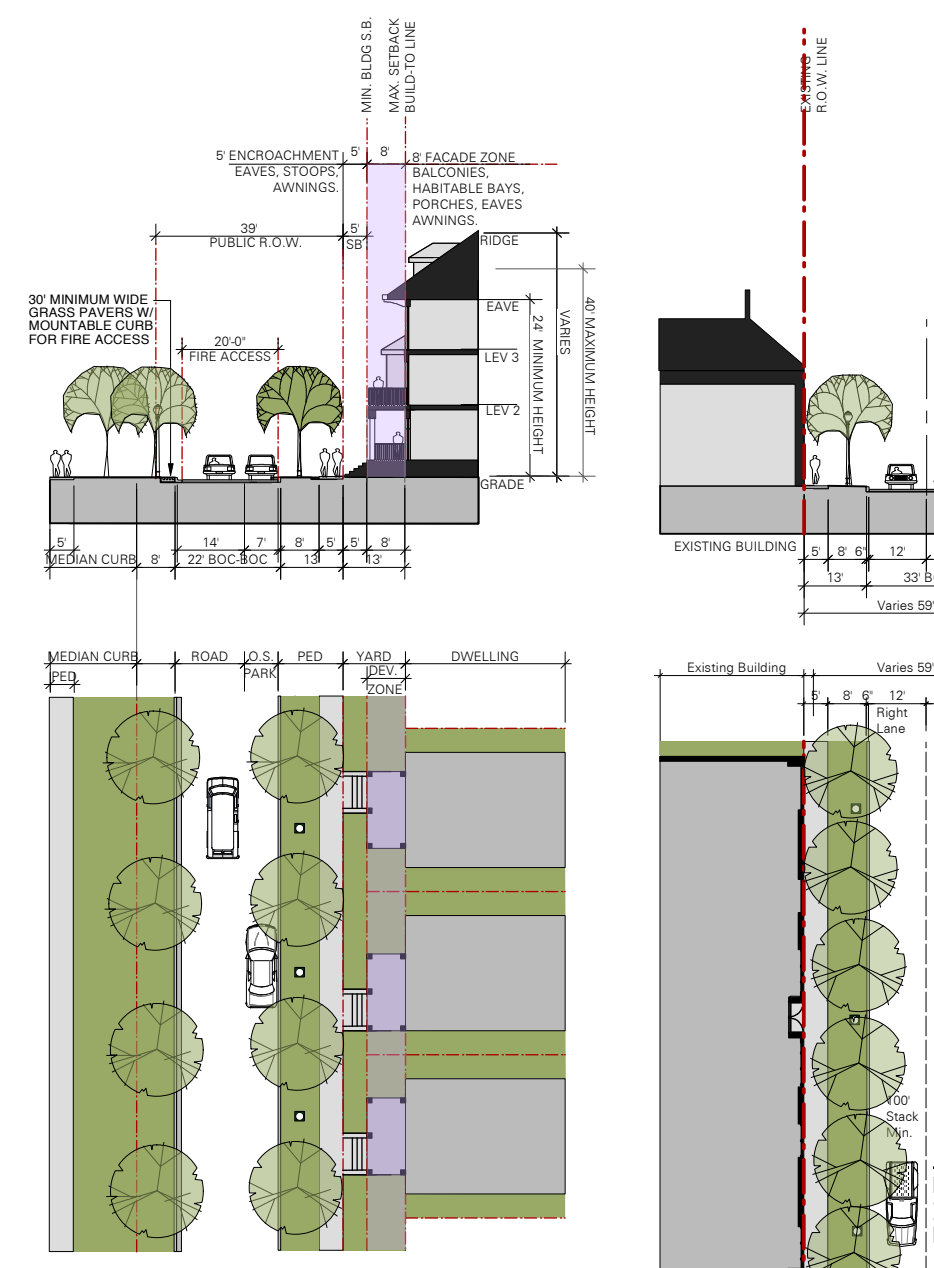 MIN. BLDG S.B.
MAX. SETBACK
BUILD-TO LINE
5' ENCROACHMENT
EAVES, STOOPS,
AWNINGS.
5'
8'
8' FACADE ZONE
BALCONIES,
HABITABLE BAYS,
PORCHES, EAVES
AWNINGS.
39'
PUBLIC R.O.W.
5'
SB
RIDGE
30' MINIMUM WIDE
GRASS PAVERS W/
MOUNTABLE CURB
FOR FIRE ACCESS
20'-0"
FIRE ACCESS
EAVE
LEV 3
LEV 2
GRADE
24' MINIMUM HEIGHT
VARIES
40' MAXIMUM HEIGHT
5'
14'
7'
8'
5'
5'
8'
MEDIAN CURB
8'
22' BOC-BOC
13'
13'
MEDIAN CURB
ROAD
O.S.
PARK
PED
YARD
DWELLING
PED
DEV.
ZONE
EXISTING
R.O.W. LINE
EXISTING BUILDING
5'
8'
6"
12'
13'
33' B
Varies 59'
Existing Building
Varies 59'
5'
8'
6"
12'
Right
Lane
100'
Stack
Min.